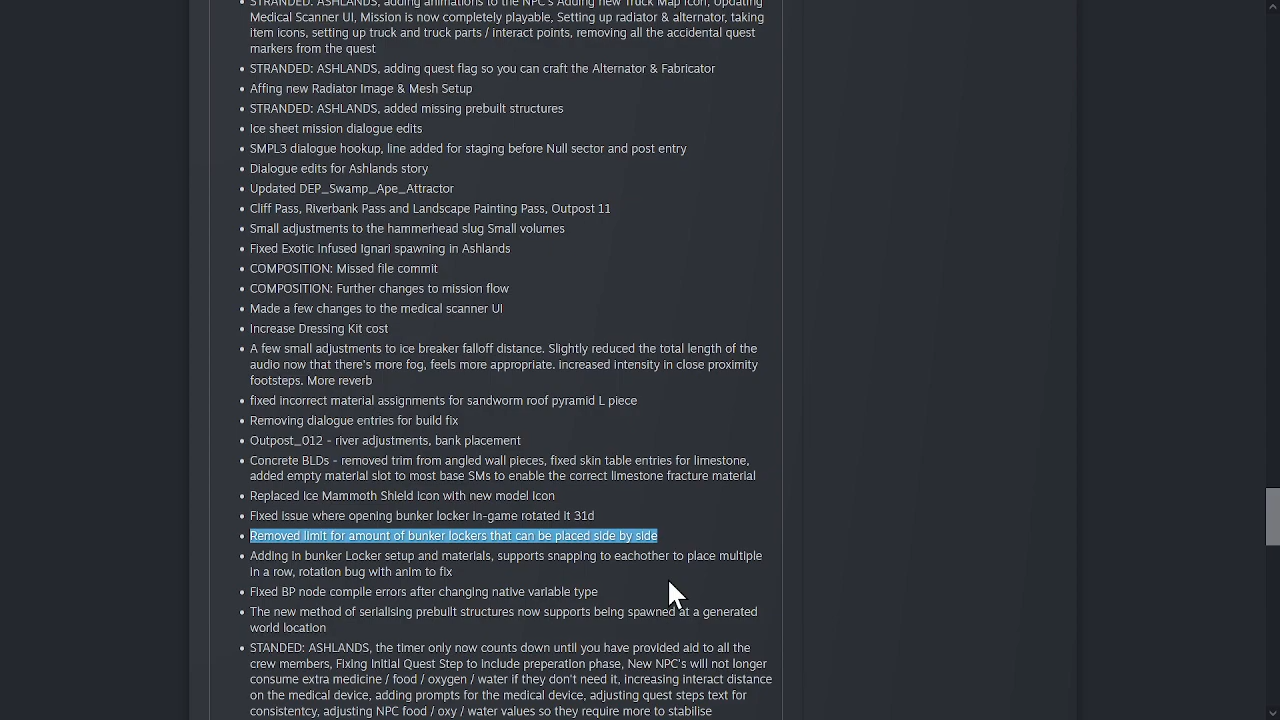 STRANDED: ASHLANDS, adding animations to the NPC's Adding new Truck Map Icon, Updating
Medical Scanner UI, Mission is now completely playable, Setting up radiator & alternator, taking
item icons, setting up truck and truck parts / interact points, removing all the accidental quest
markers from the quest
• STRANDED: ASHLANDS, adding quest flag so you can craft the Alternator & Fabricator
• Affing new Radiator Image & Mesh Setup
• STRANDED: ASHLANDS, added missing prebuilt structures
• Ice sheet mission dialogue edits
• SMPL3 dialogue hookup, line added for staging before Null sector and post entry
• Dialogue edits for Ashlands story
• Updated DEP_Swamp_Ape_Attractor
• Cliff Pass, Riverbank Pass and Landscape Painting Pass, Outpost 11
• Small adjustments to the hammerhead slug Small volumes
• Fixed Exotic Infused Ignari spawning in Ashlands
• COMPOSITION: Missed file commit
• COMPOSITION: Further changes to mission flow
• Made a few changes to the medical scanner UI
• Increase Dressing Kit cost
• A few small adjustments to ice breaker falloff distance. Slightly reduced the total length of the
audio now that there's more fog, feels more appropriate. increased intensity in close proximity
footsteps. More reverb
• fixed incorrect material assignments for sandworm roof pyramid L piece
• Removing dialogue entries for build fix
• Outpost_012 - river adjustments, bank placement
• Concrete BLDs - removed trim from angled wall pieces, fixed skin table entries for limestone,
added empty material slot to most base SMs to enable the correct limestone fracture material
• Replaced Ice Mammoth Shield Icon with new model Icon
• Fixed issue where opening bunker locker in-game rotated it 31d
• Removed limit for amount of bunker lockers that can be placed side by side
• Adding in bunker Locker setup and materials, supports snapping to eachother to place multiple
in a row, rotation bug with anim to fix
• Fixed BP node compile errors after changing native variable type
• The new method of serialising prebuilt structures now supports being spawned at a generated
world location
• STANDED: ASHLANDS, the timer only now counts down until you have provided aid to all the
crew members, Fixing Initial Quest Step to include preperation phase, New NPC's will not longer
consume extra medicine / food / oxygen / water if they don't need it, increasing interact distance
on the medical device, adding prompts for the medical device, adjusting quest steps text for
consistency, adjusting NPC food / oxy / water values so they require more to stabilise